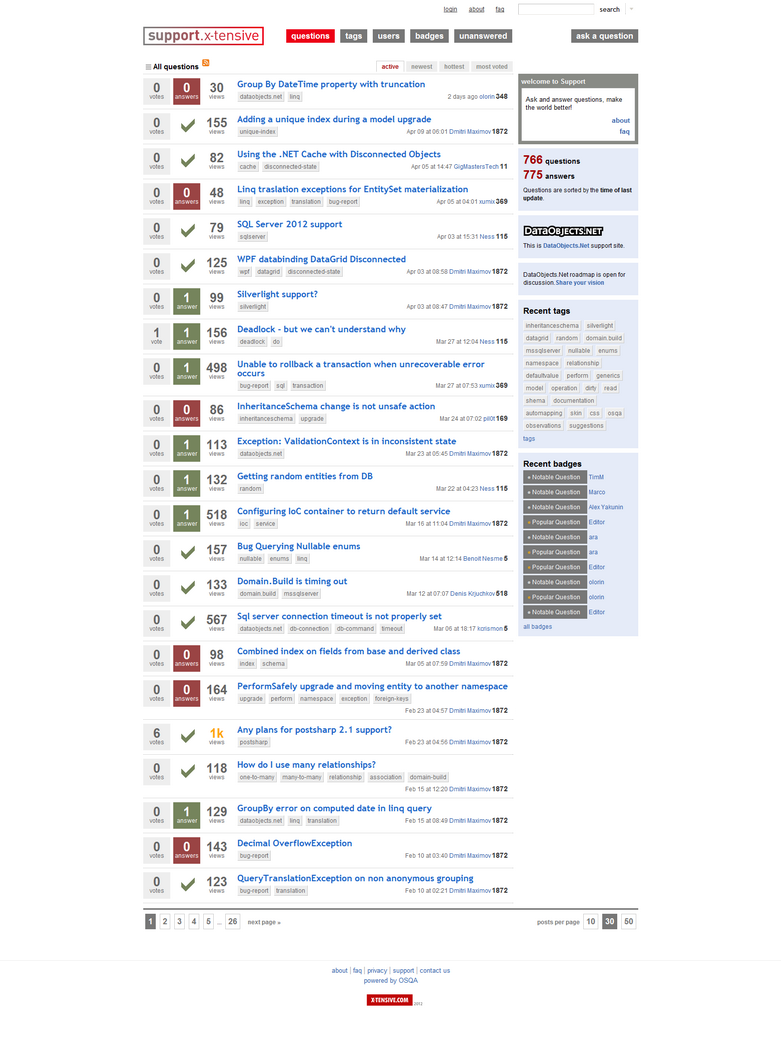 login about faq search
support.x-tensive questions tags users badges unanswered ask a question
All questions active newest hottest most voted
0 votes 0 answers 30 views Group By DateTime property with truncation
dataobjects.net linq 2 days ago olorin 348
0 votes 155 views Adding a unique index during a model upgrade
unique-index Apr 09 at 06:01 Dmitri Maximov 1872
0 votes 82 views Using the .NET Cache with Disconnected Objects
cache disconnected-state Apr 05 at 14:47 GigMastersTech 11
0 votes 0 answers 48 views Linq traslation exceptions for EntitySet materialization
linq exception translation bug-report Apr 05 at 04:01 xumix 369
0 votes 79 views SQL Server 2012 support
sqlserver Apr 03 at 15:31 Ness 115
0 votes 125 views WPF databinding DataGrid Disconnected
wpf datagrid disconnected-state Apr 03 at 08:58 Dmitri Maximov 1872
0 votes 1 answer 99 views Silverlight support?
silverlight Apr 03 at 08:47 Dmitri Maximov 1872
1 vote 1 answer 156 views Deadlock - but we can't understand why
deadlock do Mar 27 at 12:04 Ness 115
0 votes 1 answer 498 views Unable to rollback a transaction when unrecoverable error
occurs
bug-report sql transaction Mar 27 at 07:53 xumix 369
0 votes 0 answers 86 views InheritanceSchema change is not unsafe action
inheritanceschema upgrade Mar 24 at 07:02 pil0t 169
0 votes 1 answer 113 views Exception: ValidationContext is in inconsistent state
dataobjects.net Mar 23 at 05:45 Dmitri Maximov 1872
0 votes 1 answer 132 views Getting random entities from DB
random Mar 22 at 04:23 Ness 115
0 votes 1 answer 518 views Configuring IoC container to return default service
ioc service Mar 16 at 11:04 Dmitri Maximov 1872
0 votes 157 views Bug Querying Nullable enums
nullable enums linq Mar 14 at 12:14 Benoit Nesme 5
0 votes 133 views Domain.Build is timing out
domain.build mssqlserver Mar 12 at 07:07 Denis Krjuchkov 518
0 votes 567 views Sql server connection timeout is not properly set
dataobjects.net db-connection db-command timeout Mar 06 at 18:17 kcrisman 5
0 votes 0 answers 98 views Combined index on fields from base and derived class
index schema Mar 05 at 07:59 Dmitri Maximov 1872
0 votes 0 answers 164 views PerformSafely upgrade and moving entity to another namespace
upgrade perform namespace exception foreign-keys
Feb 23 at 04:57 Dmitri Maximov 1872
6 votes 1k views Any plans for postsharp 2.1 support?
postsharp Feb 23 at 04:56 Dmitri Maximov 1872
0 votes 118 views How do I use many relationships?
one-to-many many-to-many relationship association domain-build
Feb 15 at 12:20 Dmitri Maximov 1872
0 votes 1 answer 129 views GroupBy error on computed date in linq query
dataobjects.net linq translation Feb 15 at 08:49 Dmitri Maximov 1872
0 votes 0 answers 143 views Decimal OverflowException
bug-report Feb 10 at 03:40 Dmitri Maximov 1872
0 votes 123 views QueryTranslationException on non anonymous grouping
bug-report translation Feb 10 at 02:21 Dmitri Maximov 1872
1 2 3 4 5 ... 26 next page » posts per page 10 30 50
welcome to Support
Ask and answer questions, make
the world better!
about
faq
766 questions
775 answers
Questions are sorted by the time of last
update.
DATAOBJECTS.NET
This is DataObjects.Net support site.
DataObjects.Net roadmap is open for
discussion. Share your vision
Recent tags
inheritanceschema silverlight
datagrid random domain.build
mssqlserver nullable enums
namespace relationship
defaultvalue perform generics
model operation dirty read
shema documentation
automapping skin css osqa
observations suggestions
tags
Recent badges
Notable Question TimM
Notable Question Marco
Notable Question Alex Yakunin
Popular Question Editor
Notable Question ara
Popular Question ara
Popular Question Editor
Notable Question olorin
Popular Question olorin
Notable Question Editor
all badges
about | faq | privacy | support | contact us
powered by OSQA
X-TENSIVE.COM